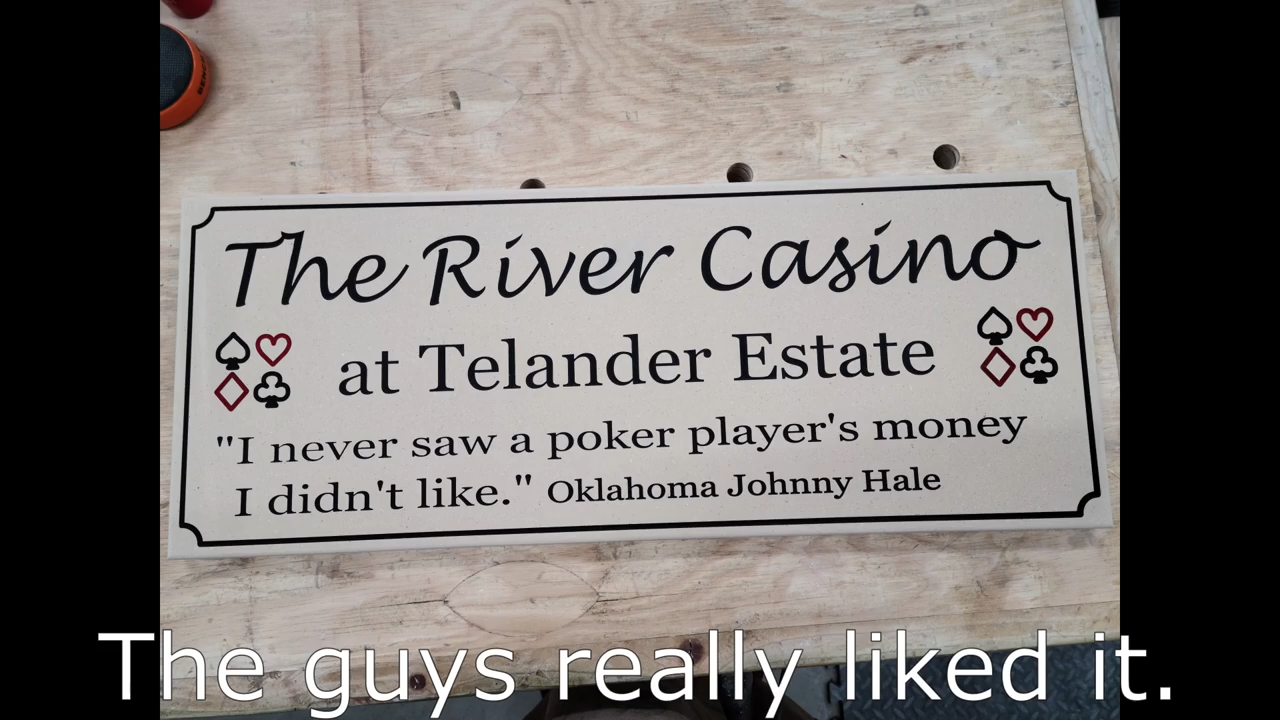 The River Casino
at Telander Estate
"I never saw a poker player's money
I didn't like." Oklahoma Johnny Hale
The guys really liked it.